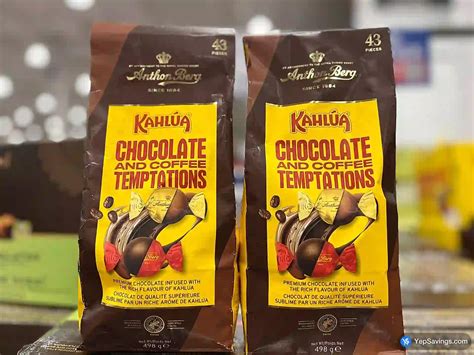 43
PIECES
Anthon Berg
SINCE 1884
KAHLÚA
CHOCOLATE
AND COFFEE
TEMPTATIONS
PREMIUM CHOCOLATE INFUSED WITH
THE RICH FLAVOUR OF KAHLÚA
CHOCOLAT DE QUALITÉ SUPÉRIEURE
SUBLIMÉ PAR UN RICHE ARÔME DE KAHLÚA
498 g
43
PIECES
Anthon Berg
SINCE 1884
KAHLÚA
CHOCOLATE
AND COFFEE
TEMPTATIONS
PREMIUM CHOCOLATE INFUSED WITH
THE RICH FLAVOUR OF KAHLÚA
CHOCOLAT DE QUALITÉ SUPÉRIEURE
SUBLIMÉ PAR UN RICHE ARÔME DE KAHLÚA
498 g
YepSavings.com